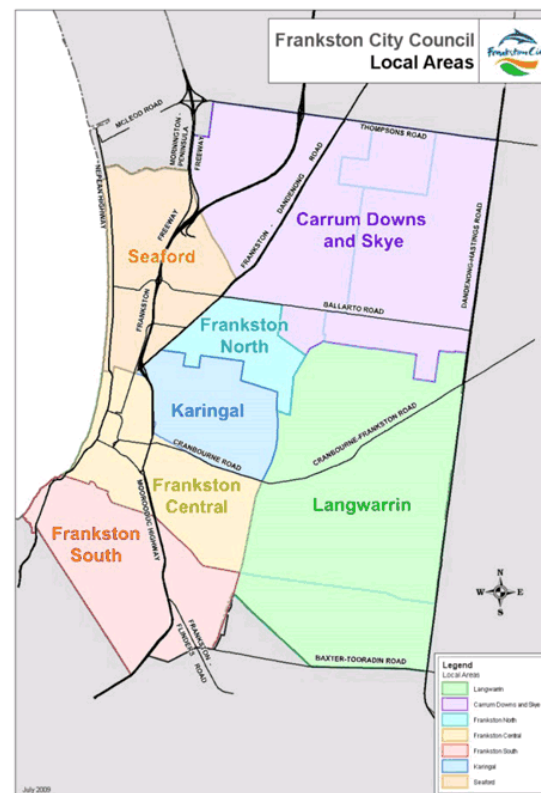 Frankston City Council
Local Areas
Frankston City
MCLEOD ROAD
MORNINGTON -
PENINSULA
FREEWAY
THOMPSONS ROAD
NEPEAN HIGHWAY
FRANKSTON - DANDENONG ROAD
DANDENONG-HASTINGS ROAD
Carrum Downs
and Skye
Seaford
FRANKSTON FREEWAY
BALLARTO ROAD
Frankston
North
Karingal
CRANBOURNE ROAD
CRANBOURNE-FRANKSTON ROAD
Frankston
Central
Langwarrin
MOOROODUC HIGHWAY
Frankston
South
FRANKSTON -
FLINDERS ROAD
BAXTER-TOORADIN ROAD
N
W E
S
Legend
Local Areas
Langwarrin
Carrum Downs and Skye
Frankston North
Frankston Central
Frankston South
Karingal
Seaford
July 2009